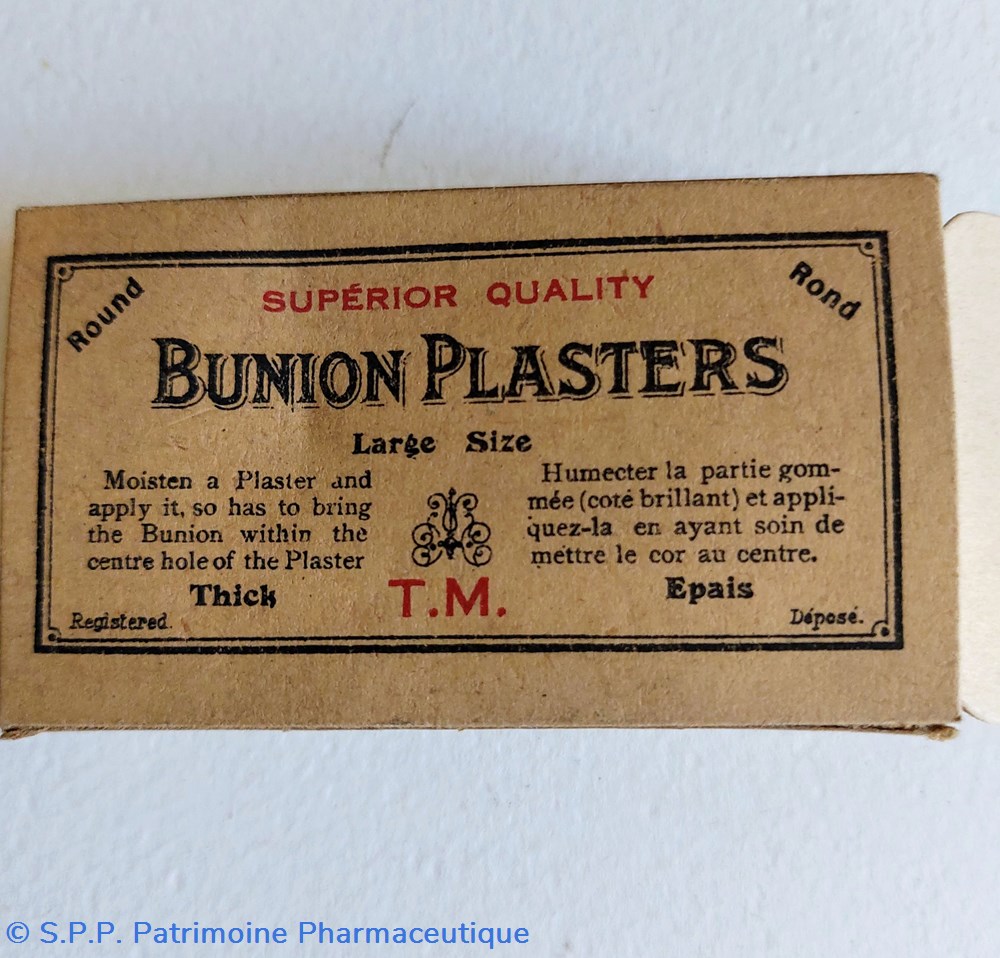 Round
Rond
SUPÉRIOR QUALITY
BUNION PLASTERS
Large Size
Moisten a Plaster and
apply it, so has to bring
the Bunion within the
centre hole of the Plaster
Thick
Registered.
T.M.
Humecter la partie gom-
mée (coté brillant) et appli-
quez-la en ayant soin de
mettre le cor au centre.
Epais
Déposé.
© S.P.P. Patrimoine Pharmaceutique